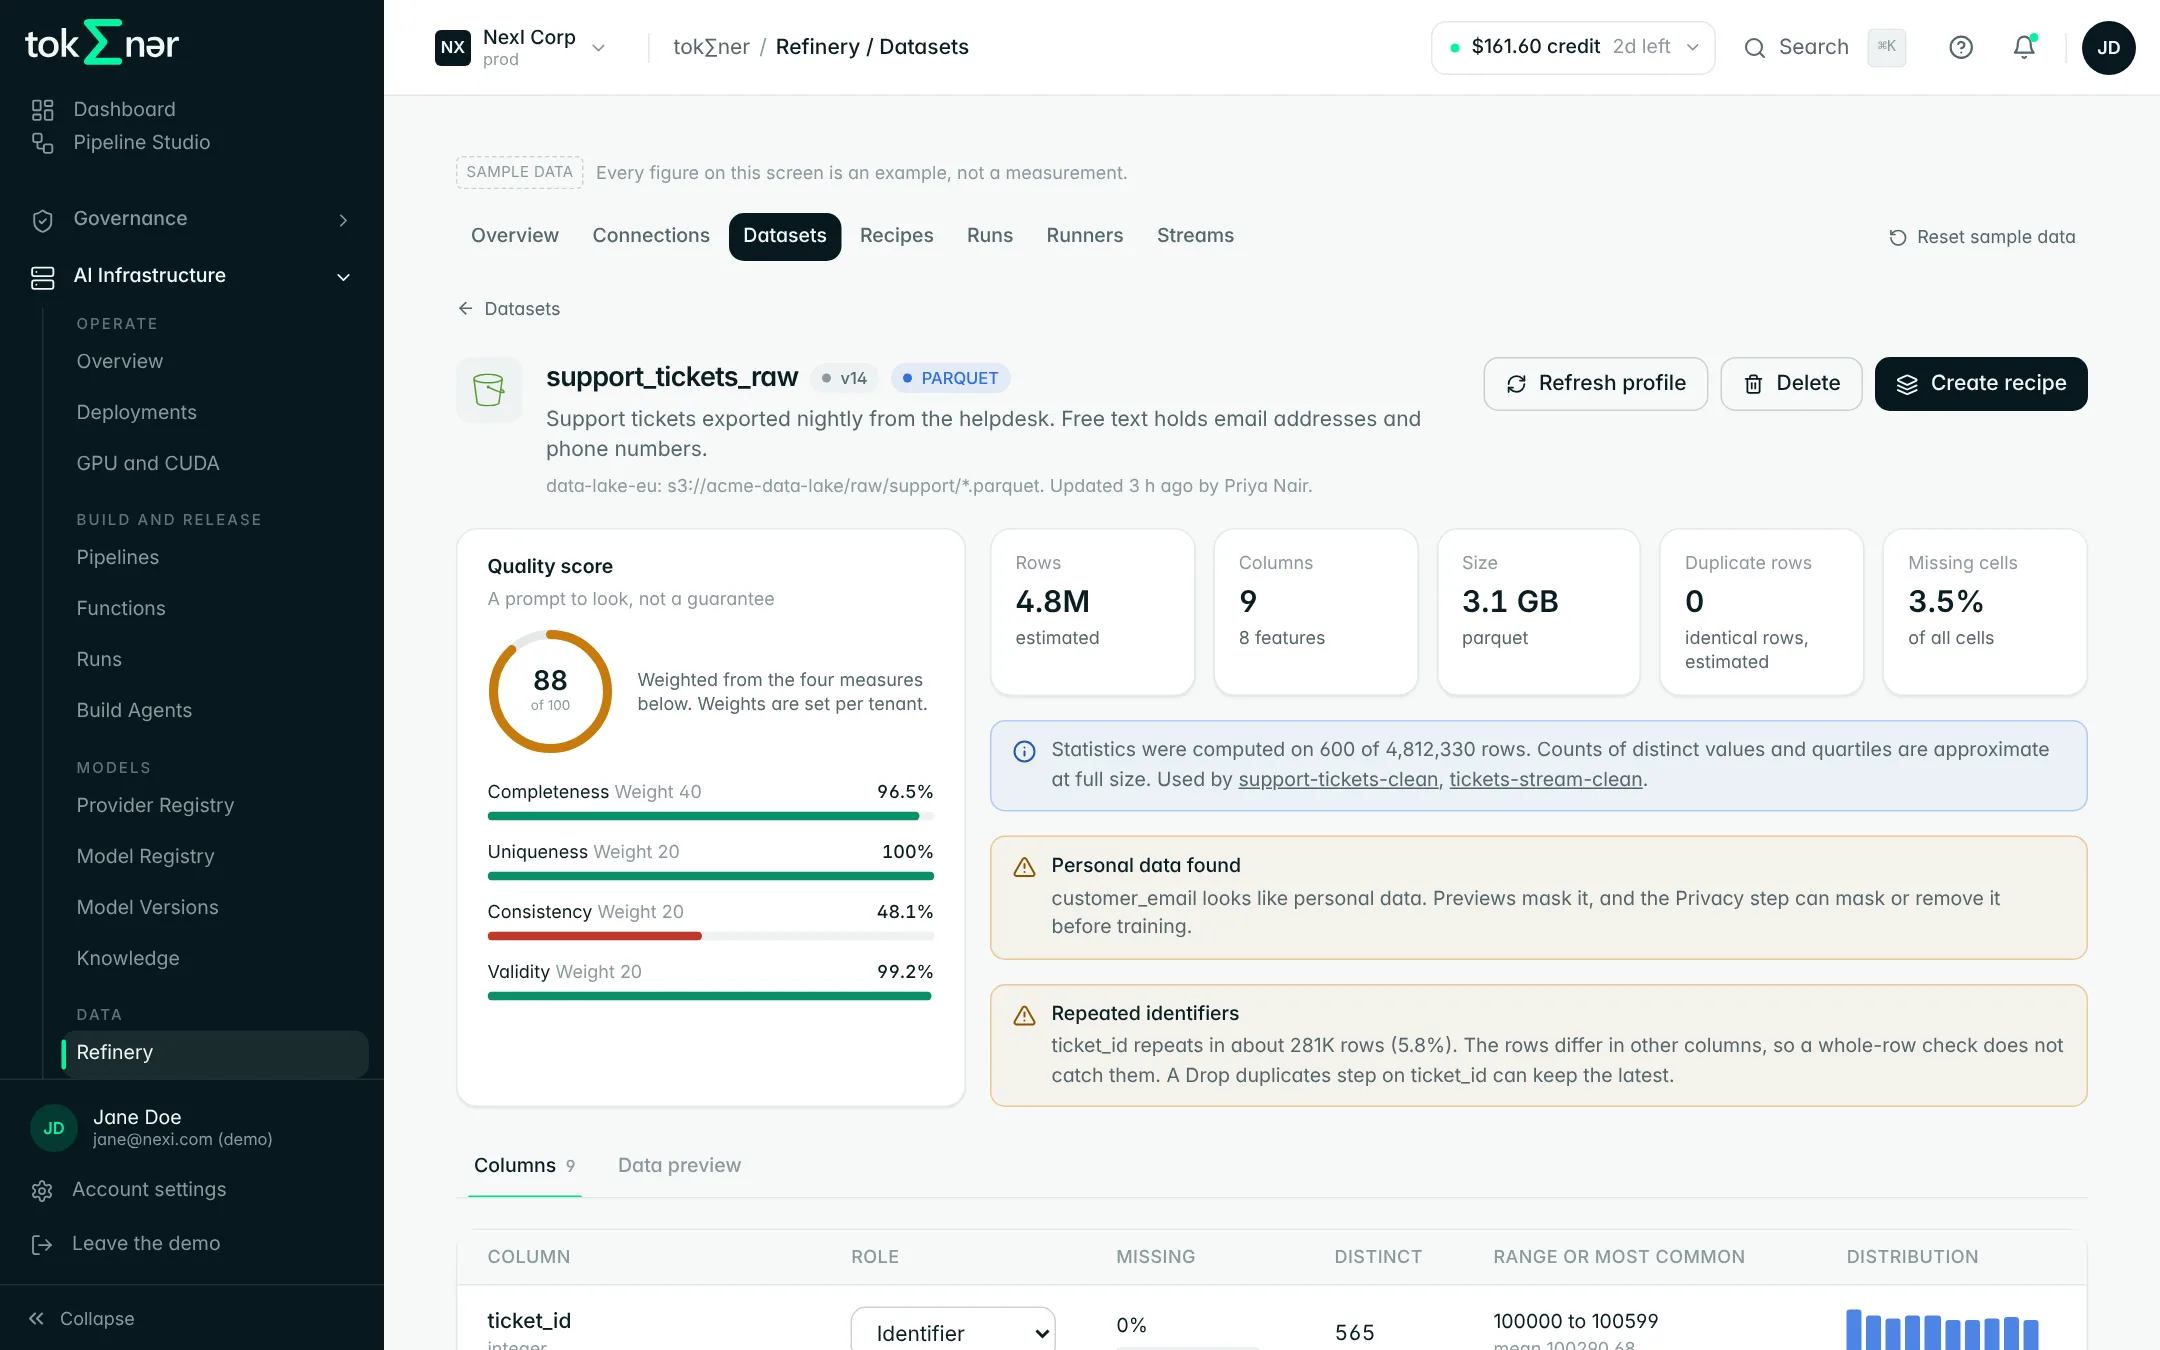 tok∑nər
Dashboard
Pipeline Studio
Governance
AI Infrastructure
OPERATE
Overview
Deployments
GPU and CUDA
BUILD AND RELEASE
Pipelines
Functions
Runs
Build Agents
MODELS
Provider Registry
Model Registry
Model Versions
Knowledge
DATA
Refinery
JD
Jane Doe
jane@nexi.com (demo)
Account settings
Leave the demo
Collapse
NX
Nexl Corp
prod
tok∑ner / Refinery / Datasets
$161.60 credit 2d left
Search ⌘K
JD
SAMPLE DATA Every figure on this screen is an example, not a measurement.
Overview Connections Datasets Recipes Runs Runners Streams
Reset sample data
Datasets
support_tickets_raw v14 PARQUET
Support tickets exported nightly from the helpdesk. Free text holds email addresses and
phone numbers.
data-lake-eu: s3://acme-data-lake/raw/support/*.parquet. Updated 3 h ago by Priya Nair.
Refresh profile Delete Create recipe
Quality score
A prompt to look, not a guarantee
88
of 100
Weighted from the four measures
below. Weights are set per tenant.
Completeness Weight 40 96.5%
Uniqueness Weight 20 100%
Consistency Weight 20 48.1%
Validity Weight 20 99.2%
Rows
4.8M
estimated
Columns
9
8 features
Size
3.1 GB
parquet
Duplicate rows
0
identical rows,
estimated
Missing cells
3.5%
of all cells
Statistics were computed on 600 of 4,812,330 rows. Counts of distinct values and quartiles are approximate
at full size. Used by support-tickets-clean, tickets-stream-clean.
Personal data found
customer_email looks like personal data. Previews mask it, and the Privacy step can mask or remove it
before training.
Repeated identifiers
ticket_id repeats in about 281K rows (5.8%). The rows differ in other columns, so a whole-row check does not
catch them. A Drop duplicates step on ticket_id can keep the latest.
Columns 9 Data preview
COLUMN ROLE MISSING DISTINCT RANGE OR MOST COMMON DISTRIBUTION
ticket_id Identifier 0% 565 100000 to 100599
integer mean 100290.68